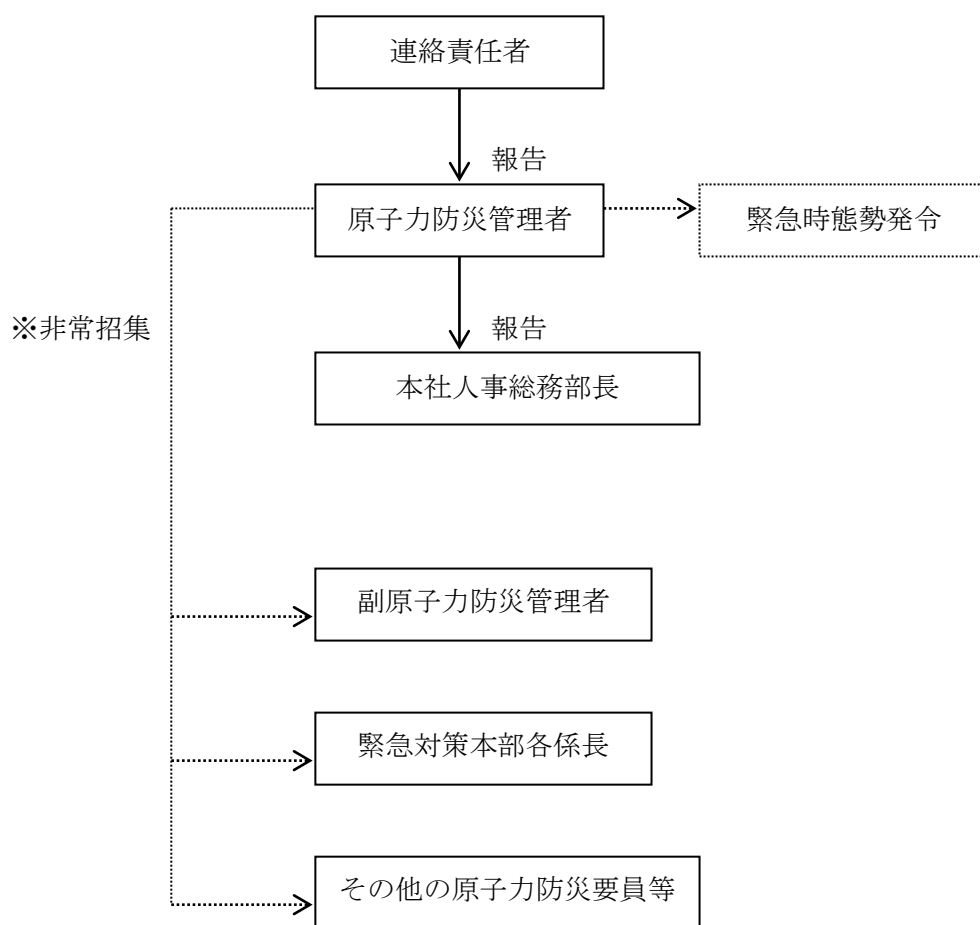 連絡責任者
報告
原子力防災管理者
緊急時態勢発令
※非常招集
報告
本社人事総務部長
副原子力防災管理者
緊急対策本部各係長
その他の原子力防災要員等